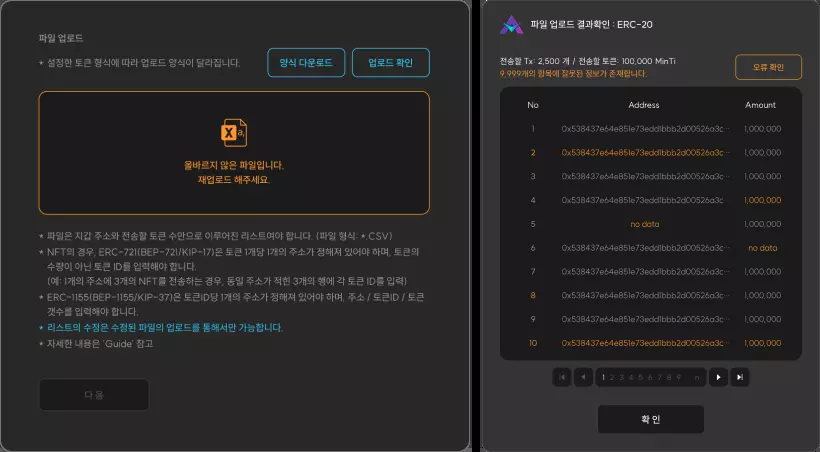 파일 업로드
* 설정한 토큰 형식에 따라 업로드 양식이 달라집니다.
양식 다운로드
업로드 확인
X a,
올바르지 않은 파일입니다.
재업로드 해주세요.
* 파일은 지갑 주소와 전송할 토큰 수만으로 이루어진 리스트여야 합니다. (파일 형식: *.CSV)
* NFT의 경우, ERC-721(BEP-721/KIP-17)은 토큰 1개당 1개의 주소가 정해져 있어야 하며, 토큰의
수량이 아닌 토큰 ID를 입력해야 합니다.
(예: 1개의 주소에 3개의 NFT를 전송하는 경우, 동일 주소가 적힌 3개의 행에 각 토큰 ID를 입력)
* ERC-1155(BEP-1155/KIP-37)은 토큰ID당 1개의 주소가 정해져 있어야 하며, 주소 / 토큰ID / 토큰
갯수를 입력해야 합니다.
* 리스트의 수정은 수정된 파일의 업로드를 통해서만 가능합니다.
* 자세한 내용은 'Guide' 참고
다음
파일 업로드 결과확인 : ERC-20
전송할 Tx: 2,500 개 / 전송할 토큰: 100,000 MinTi
9,999개의 항목에 잘못된 정보가 존재합니다.
오류 확인
No Address Amount
1 0x538437e64e851e73edd1bbb2d00526a3c··· 1,000,000
2 0x538437e64e851e73edd1bbb2d00526a3c··· 1,000,000
3 0x538437e64e851e73edd1bbb2d00526a3c··· 1,000,000
4 0x538437e64e851e73edd1bbb2d00526a3c 1,000,000
5 no data 1,000,000
6 0x538437e64e851e73edd1bbb2d00526a3c··· no data
7 0x538437e64e851e73edd1bbb2d00526a3c··· 1,000,000
8 0x538437e64e851e73edd1bbb2d00526a3c··· 1,000,000
9 0x538437e64e851e73edd1bbb2d00526a3c··· 1,000,000
10 0x538437e64e851e73edd1bbb2d00526a3c··· 1,000,000
1 2 3 4 5 6 7 8 9 ·· n
확인